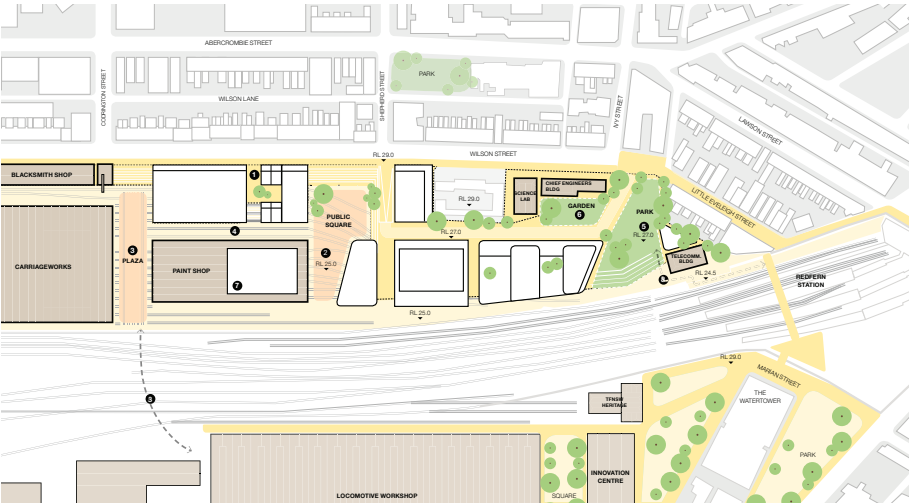 ABERCROMBIE STREET
PARK
CODRINGTON STREET
WILSON LANE
SHEPHERD STREET
IVY STREET
LAWSON STREET
WILSON STREET
RL 29.0
BLACKSMITH SHOP
1
SCIENCE
LAB
CHIEF ENGINEERS
BLDG
LITTLE EVELEIGH STREET
RL 29.0
GARDEN
6
PARK
5
RL 27.0
PUBLIC
SQUARE
4
RL 27.0
3
PLAZA
2
RL 25.0
CARRIAGEWORKS
PAINT SHOP
7
TELECOMM.
BLDG
8
RL 24.5
REDFERN
STATION
RL 25.0
RL 29.0
MARIAN STREET
THE
WATERTOWER
TFNSW
HERITAGE
PARK
INNOVATION
CENTRE
SQUARE
LOCOMOTIVE WORKSHOP